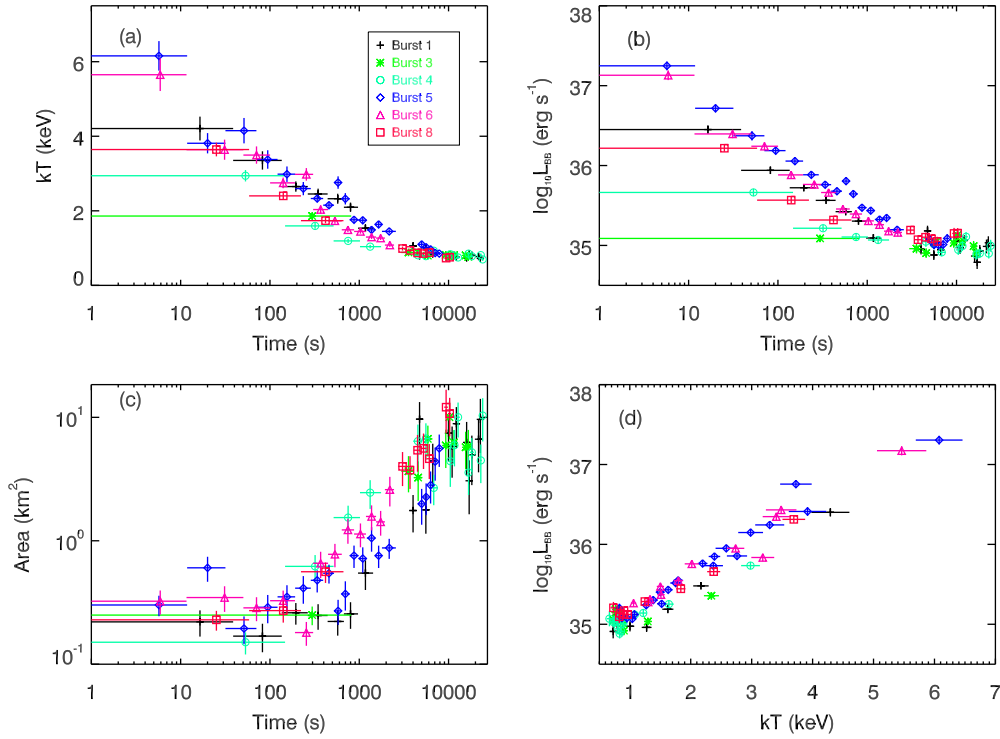 (a)
kT (keV)
6
4
2
0
1 10 100 1000 10000
Time (s)
Burst 1
Burst 3
Burst 4
Burst 5
Burst 6
Burst 8
(b)
log₁₀L_BB (erg s⁻¹)
38
37
36
35
1 10 100 1000 10000
Time (s)
(c)
Area (km²)
10¹
10⁰
10⁻¹
1 10 100 1000 10000
Time (s)
(d)
log₁₀L_BB (erg s⁻¹)
38
37
36
35
1 2 3 4 5 6 7
kT (keV)